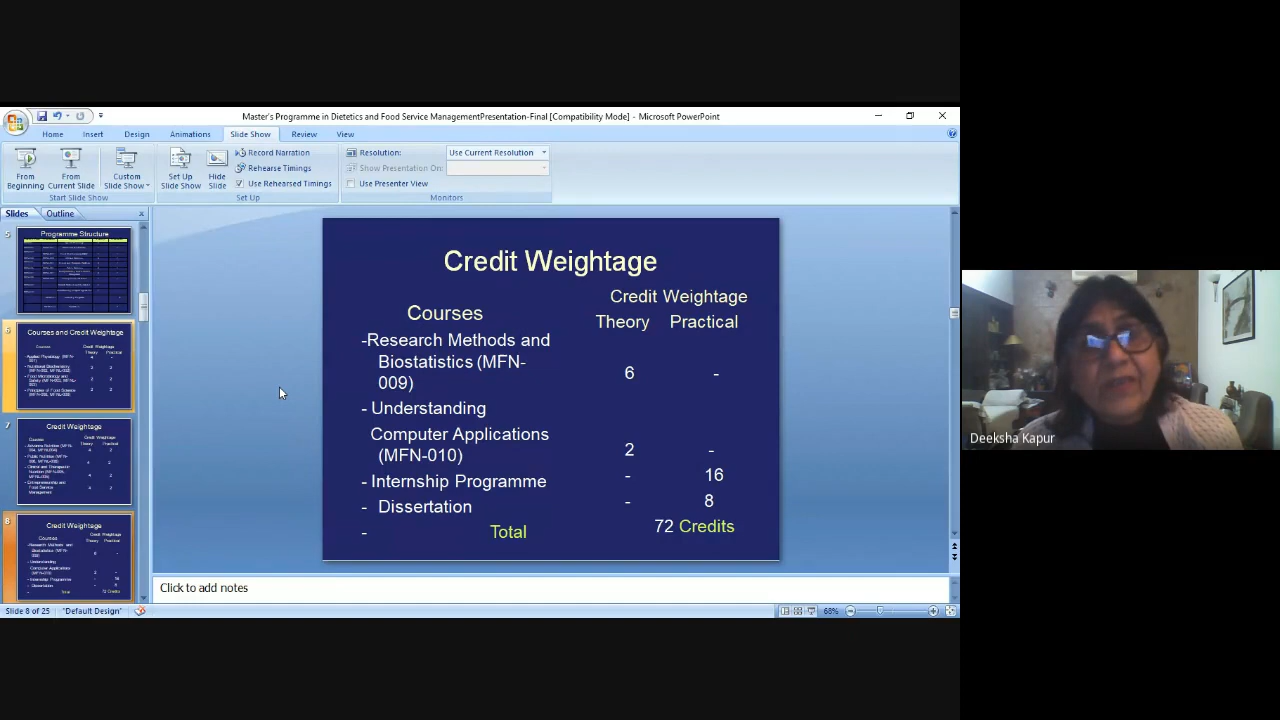 Master's Programme in Dietetics and Food Service ManagementPresentation-Final [Compatibility Mode] - Microsoft PowerPoint
Home Insert Design Animations Slide Show Review View
From Beginning
From Current Slide
Custom Slide Show
Start Slide Show
Set Up Slide Show
Hide Slide
Record Narration
Rehearse Timings
Use Rehearsed Timings
Set Up
Resolution: Use Current Resolution
Show Presentation On:
Use Presenter View
Monitors
Slides Outline
5
Programme Structure
6
Courses and Credit Weightage
7
Credit Weightage
8
Credit Weightage
Credit Weightage
Credit Weightage
Courses Theory Practical
-Research Methods and
Biostatistics (MFN-
009) 6 -
- Understanding
Computer Applications
(MFN-010) 2 -
- Internship Programme - 16
- Dissertation - 8
- Total 72 Credits
Click to add notes
Slide 8 of 25 "Default Design" 68%
Deeksha Kapur